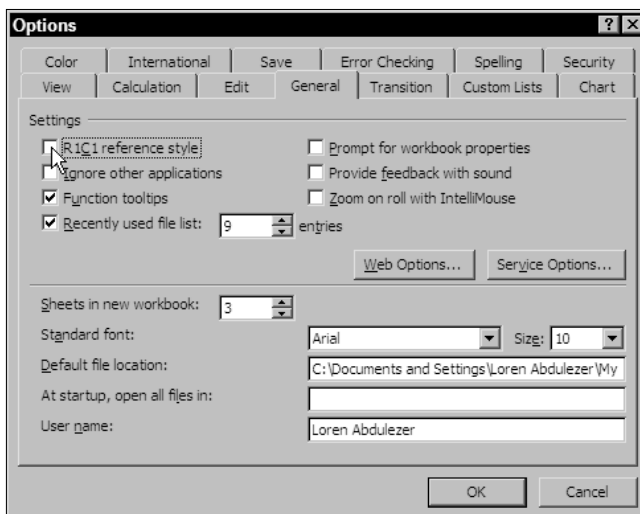 Options
Color International Save Error Checking Spelling Security
View Calculation Edit General Transition Custom Lists Chart
Settings
R1C1 reference style Prompt for workbook properties
Ignore other applications Provide feedback with sound
Function tooltips Zoom on roll with IntelliMouse
Recently used file list: 9 entries
Web Options... Service Options...
Sheets in new workbook: 3
Standard font: Arial Size: 10
Default file location: C:\Documents and Settings\Loren Abdulezer\My
At startup, open all files in:
User name: Loren Abdulezer
OK Cancel